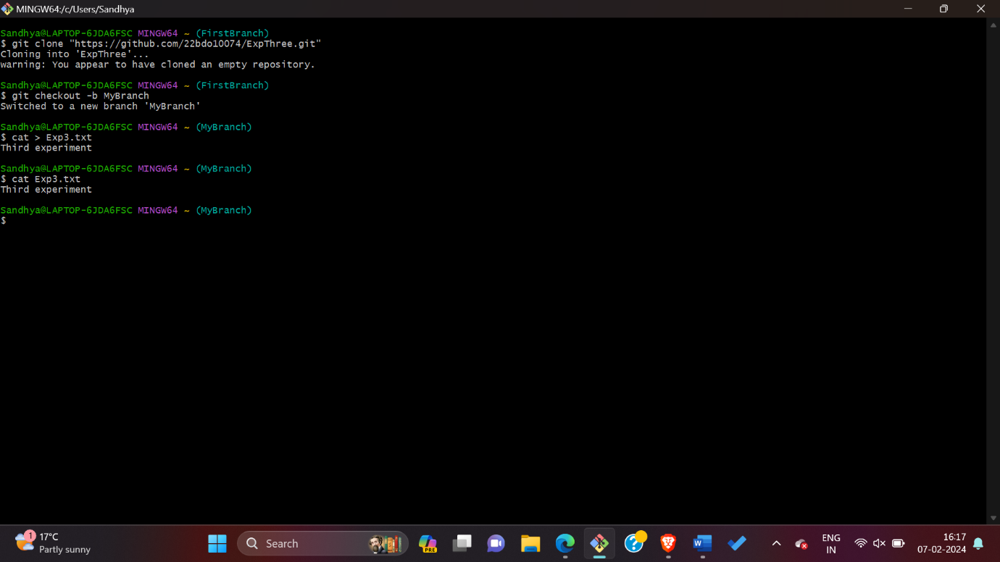 MINGW64:/c/Users/Sandhya
Sandhya@LAPTOP-6JDA6FSC MINGW64 ~ (FirstBranch)
$ git clone "https://github.com/22bdo10074/ExpThree.git"
Cloning into 'ExpThree'...
warning: You appear to have cloned an empty repository.
Sandhya@LAPTOP-6JDA6FSC MINGW64 ~ (FirstBranch)
$ git checkout -b MyBranch
Switched to a new branch 'MyBranch'
Sandhya@LAPTOP-6JDA6FSC MINGW64 ~ (MyBranch)
$ cat > Exp3.txt
Third experiment
Sandhya@LAPTOP-6JDA6FSC MINGW64 ~ (MyBranch)
$ cat Exp3.txt
Third experiment
Sandhya@LAPTOP-6JDA6FSC MINGW64 ~ (MyBranch)
$
1
17°C
Partly sunny
Search
PRE
W
ENG
IN
16:17
07-02-2024